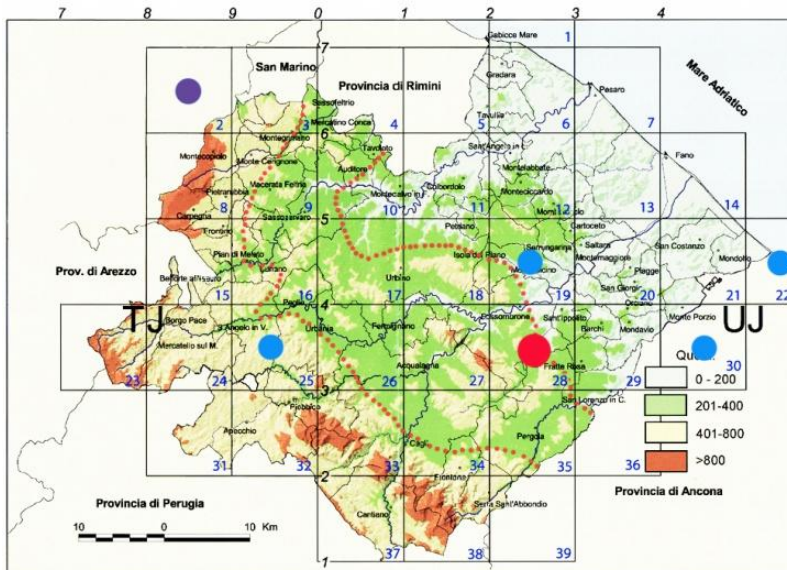 7 8 9 0 1 2 3 4
Gabicce Mare 1
7
San Marino
Gradara
Mare Adriatico
Provincia di Rimini
Pesaro
Sassofeltrio
Tavullia
Mercatino Conca
2 3 4 5 6 7
Montegrimano
6
Tavoleto
Sant'Angelo in L.
Fano
Montecopiolo
Monte Cerignone
Auditore
Montelabbate
Pietrarubbia
Macerata Feltria
Colbordolo
Montecalvo in F.
Monteciccardo
8 9 10 11 12 13 14
Carpegna
Sassocorvaro
5
Petriano
Cartoceto
Frontino
Serrungarina
Saltara
San Costanzo
Pian di Meleto
Isola del Piano
Montemaggiore
Mondolfo
Prov. di Arezzo
Lunano
Belforte all'Isauro
Urbino
Piagge
San Giorgio
15 16 17 18 19 20 21 22
Peglio
Orciano
TJ
4
UJ
Borgo Pace
S.Angelo in V.
Urbania
Fermignano
Fossombrone
Sant'Ippolito
Monte Porzio
Barchi
Mondavio
Mercatello sul M.
Acqualagna
Fratte Rosa
23 24 25 26 27 28 29 30
3
0 - 200
Piobbico
San Lorenzo in C.
201-400
Apecchio
Cagli
Pergola
401-800
31 32 33 34 35 36
>800
2
Frontone
Provincia di Perugia
Serra Sant'Abbondio
Provincia di Ancona
Cantiano
10 0 10 Km
37 38 39
1